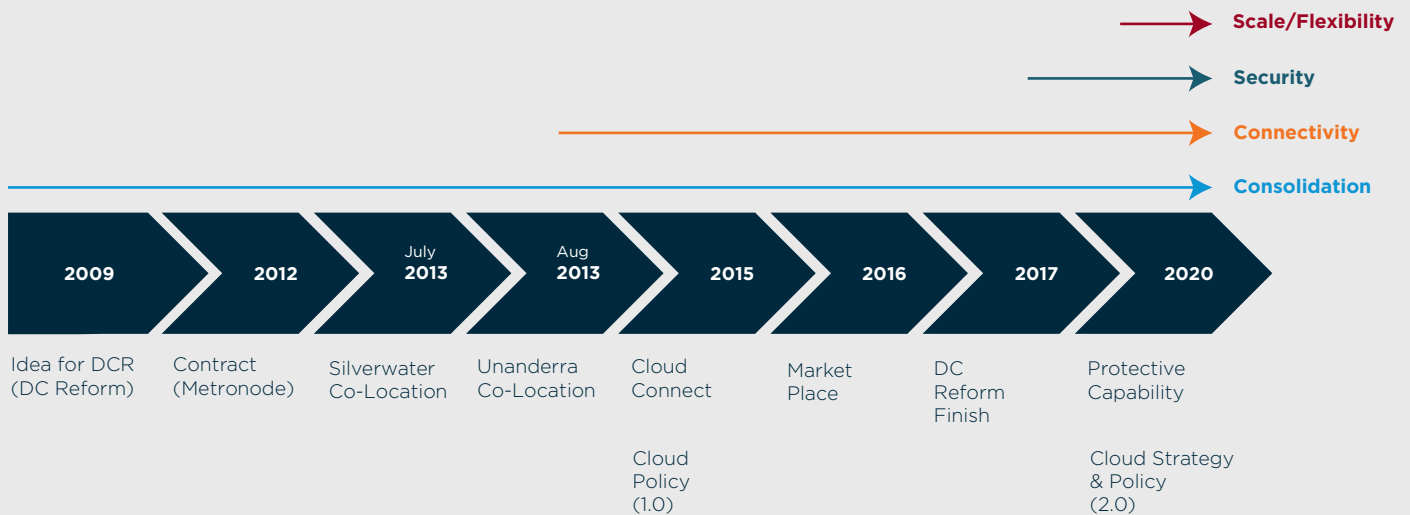 Scale/Flexibility
Security
Connectivity
Consolidation
2009
2012
July
2013
Aug
2013
2015
2016
2017
2020
Idea for DCR
(DC Reform)
Contract
(Metronode)
Silverwater
Co-Location
Unanderra
Co-Location
Cloud
Connect
Cloud
Policy
(1.0)
Market
Place
DC
Reform
Finish
Protective
Capability
Cloud Strategy
& Policy
(2.0)